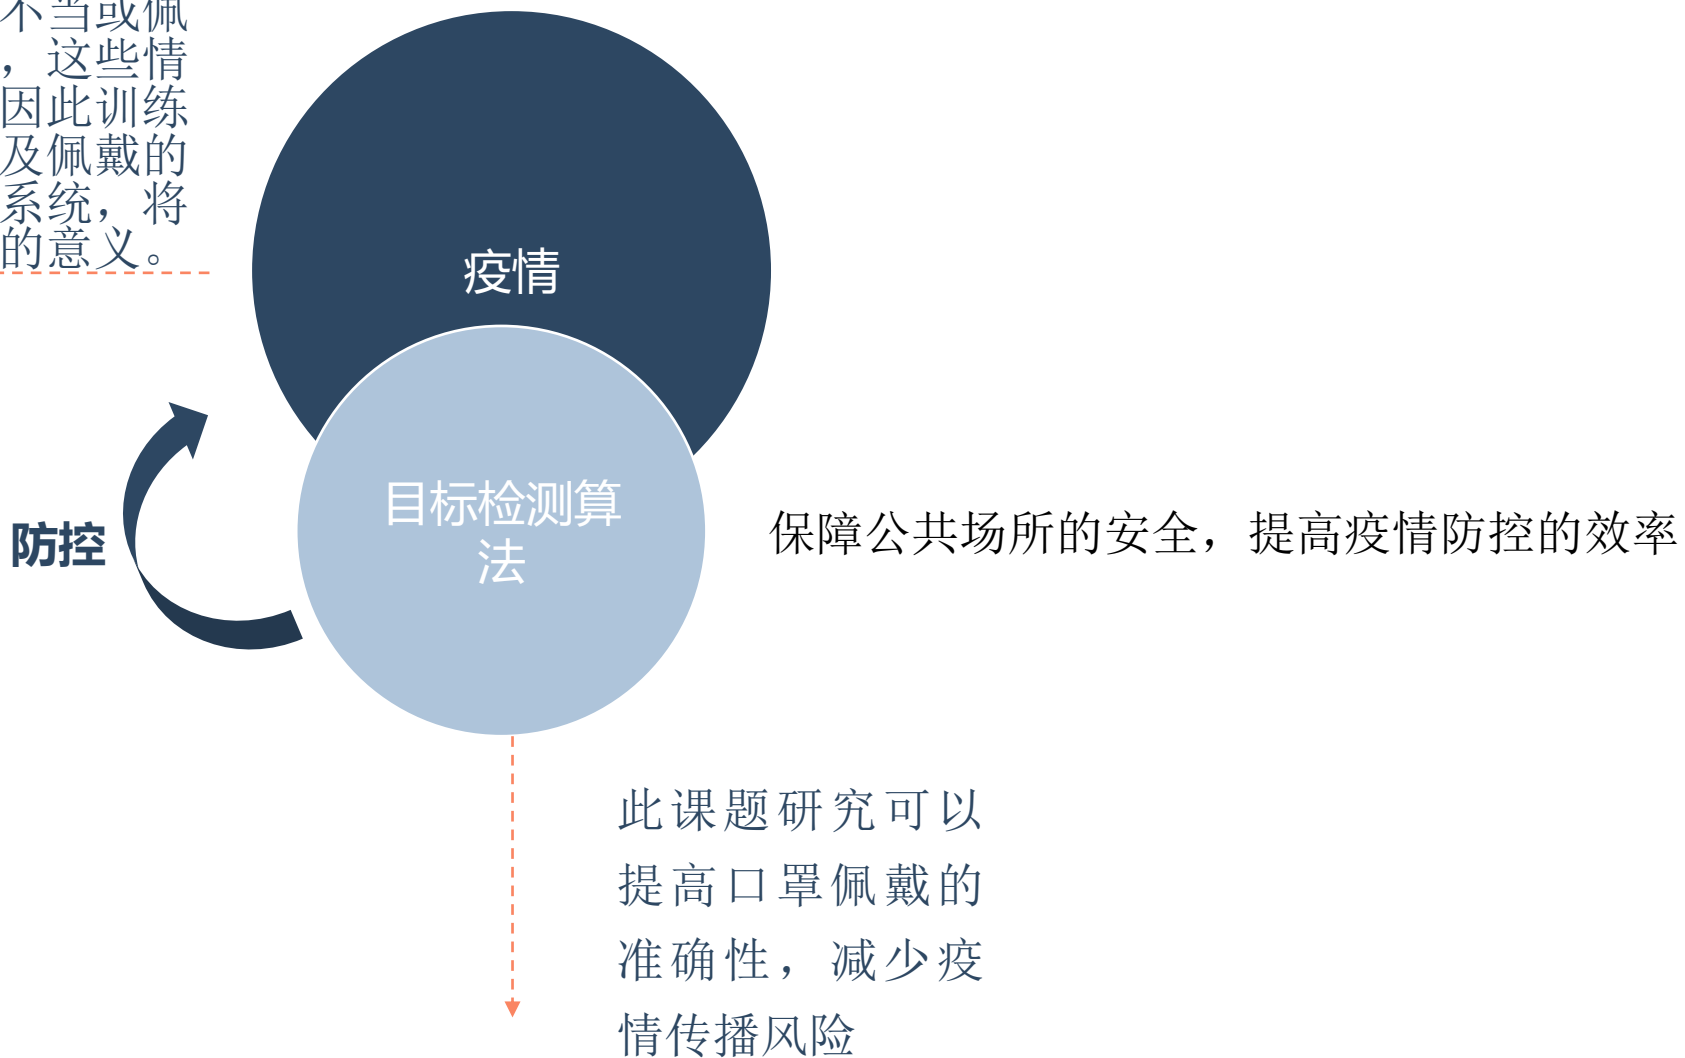 不当或佩
，这些情
因此训练
及佩戴的
系统，将
的意义。
疫情
目标检测算
法
防控
保障公共场所的安全，提高疫情防控的效率
此课题研究可以
提高口罩佩戴的
准确性，减少疫
情传播风险